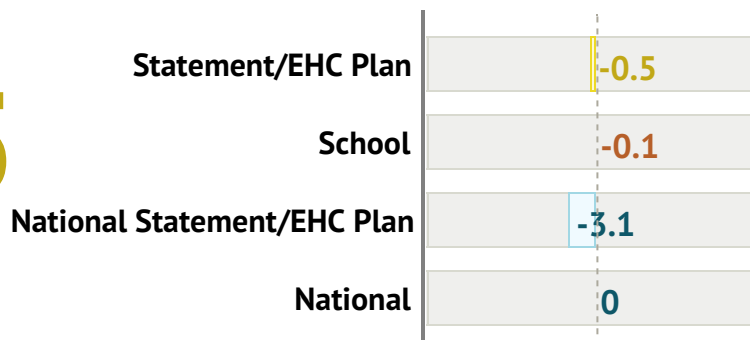 Statement/EHC Plan -0.5
School -0.1
National Statement/EHC Plan -3.1
National 0